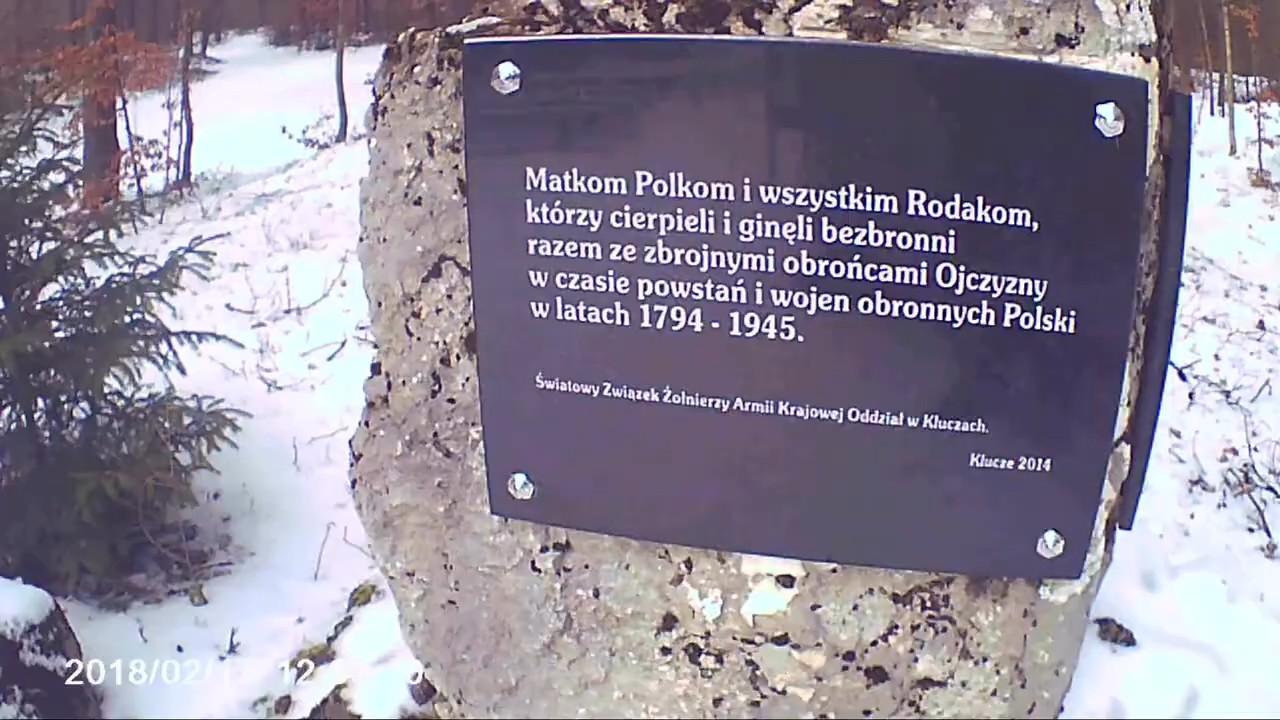 Matkom Polkom i wszystkim Rodakom,
którzy cierpieli i ginęli bezbronni
razem ze zbrojnymi obrońcami Ojczyzny
w czasie powstań i wojen obronnych Polski
w latach 1794 - 1945.
Światowy Związek Żołnierzy Armii Krajowej Oddział w Kluczach.
Klucze 2014